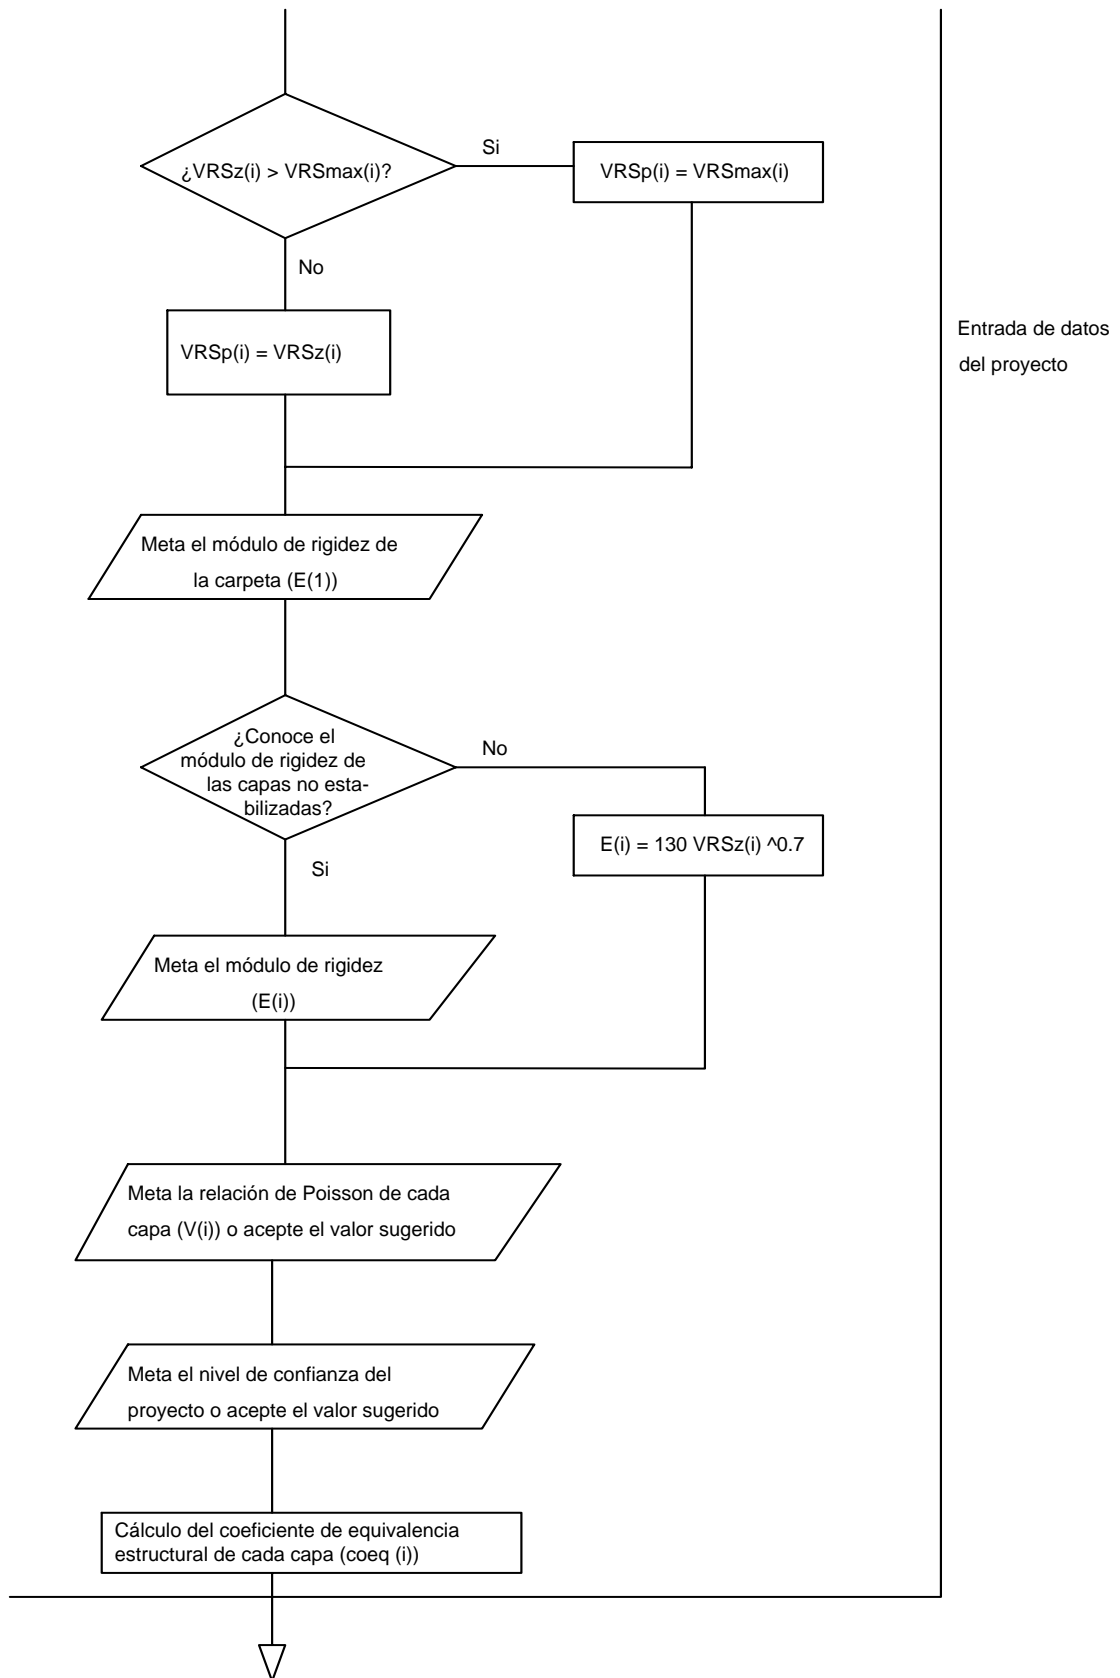 ¿VRSz(i) > VRSmax(i)?
Si
VRSp(i) = VRSmax(i)
No
VRSp(i) = VRSz(i)
Entrada de datos
del proyecto
Meta el módulo de rigidez de
la carpeta (E(1))
¿Conoce el
módulo de rigidez de
las capas no esta-
bilizadas?
No
E(i) = 130 VRSz(i) ^0.7
Si
Meta el módulo de rigidez
(E(i))
Meta la relación de Poisson de cada
capa (V(i)) o acepte el valor sugerido
Meta el nivel de confianza del
proyecto o acepte el valor sugerido
Cálculo del coeficiente de equivalencia
estructural de cada capa (coeq (i))